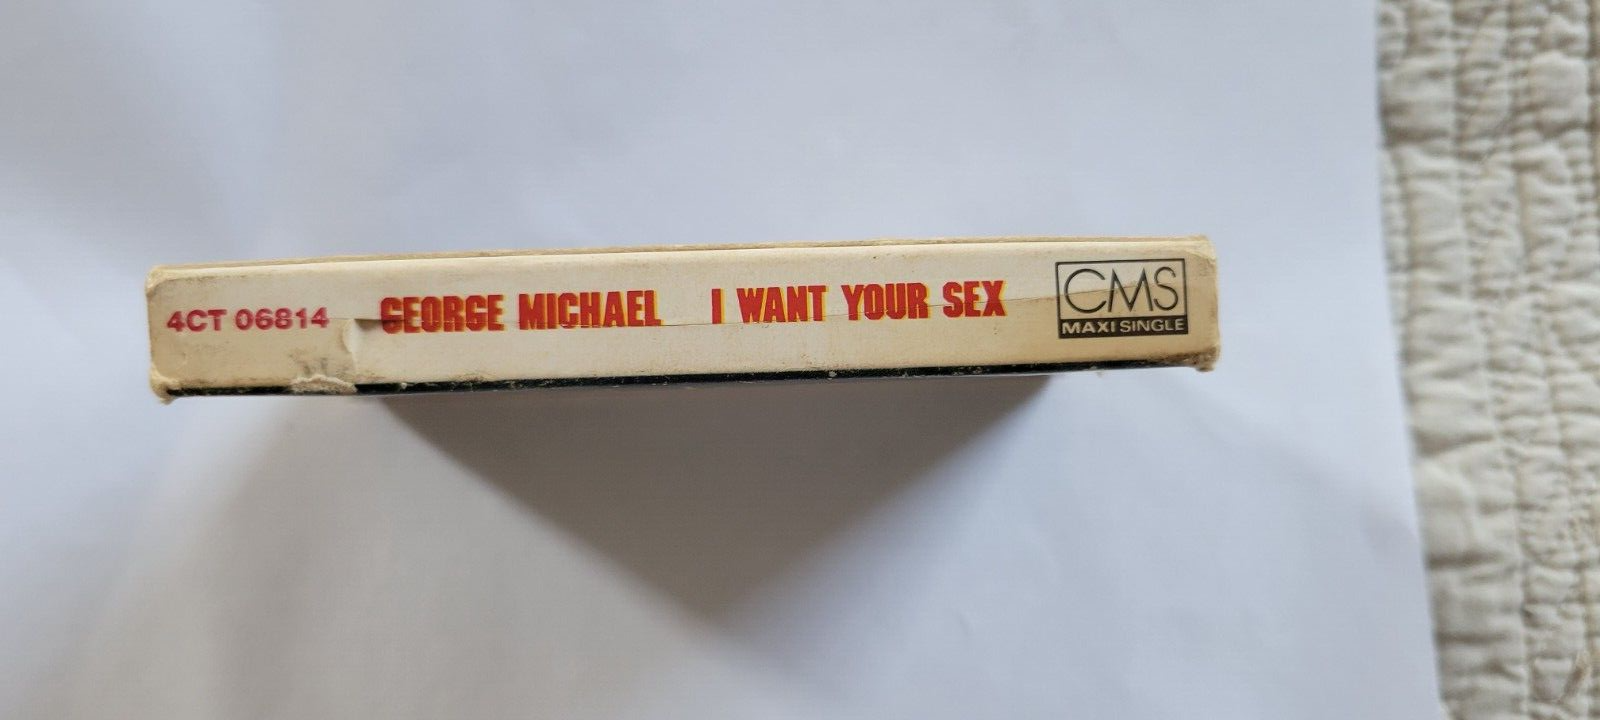 4CT 06814 GEORGE MICHAEL I WANT YOUR SEX CMS
MAXI SINGLE